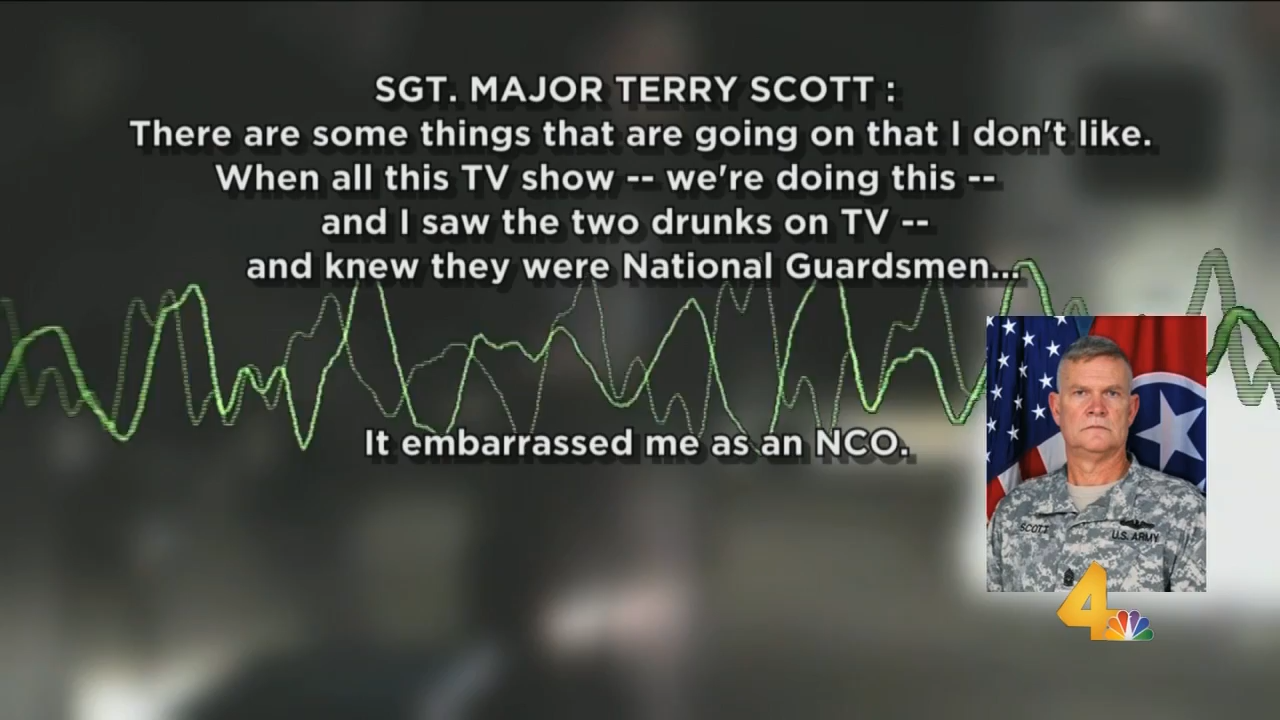 SGT. MAJOR TERRY SCOTT :
There are some things that are going on that I don't like.
When all this TV show -- we're doing this --
and I saw the two drunks on TV --
and knew they were National Guardsmen...
It embarrassed me as an NCO.
SCOTT
U.S. ARMY
4